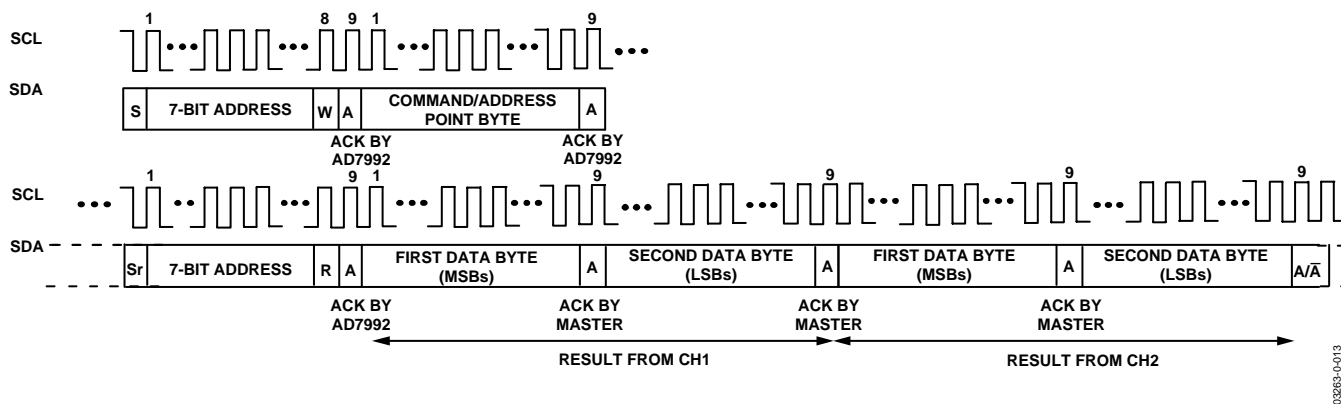 1 8 9 1 9
SCL
SDA
S 7-BIT ADDRESS W A COMMAND/ADDRESS POINT BYTE A
ACK BY AD7992 ACK BY AD7992
1 9 1 9 9 9 9
SCL
SDA
Sr 7-BIT ADDRESS R A FIRST DATA BYTE (MSBs) A SECOND DATA BYTE (LSBs) A FIRST DATA BYTE (MSBs) A SECOND DATA BYTE (LSBs) A/A̅
ACK BY AD7992 ACK BY MASTER ACK BY MASTER ACK BY MASTER
RESULT FROM CH1 RESULT FROM CH2
03263-0-013